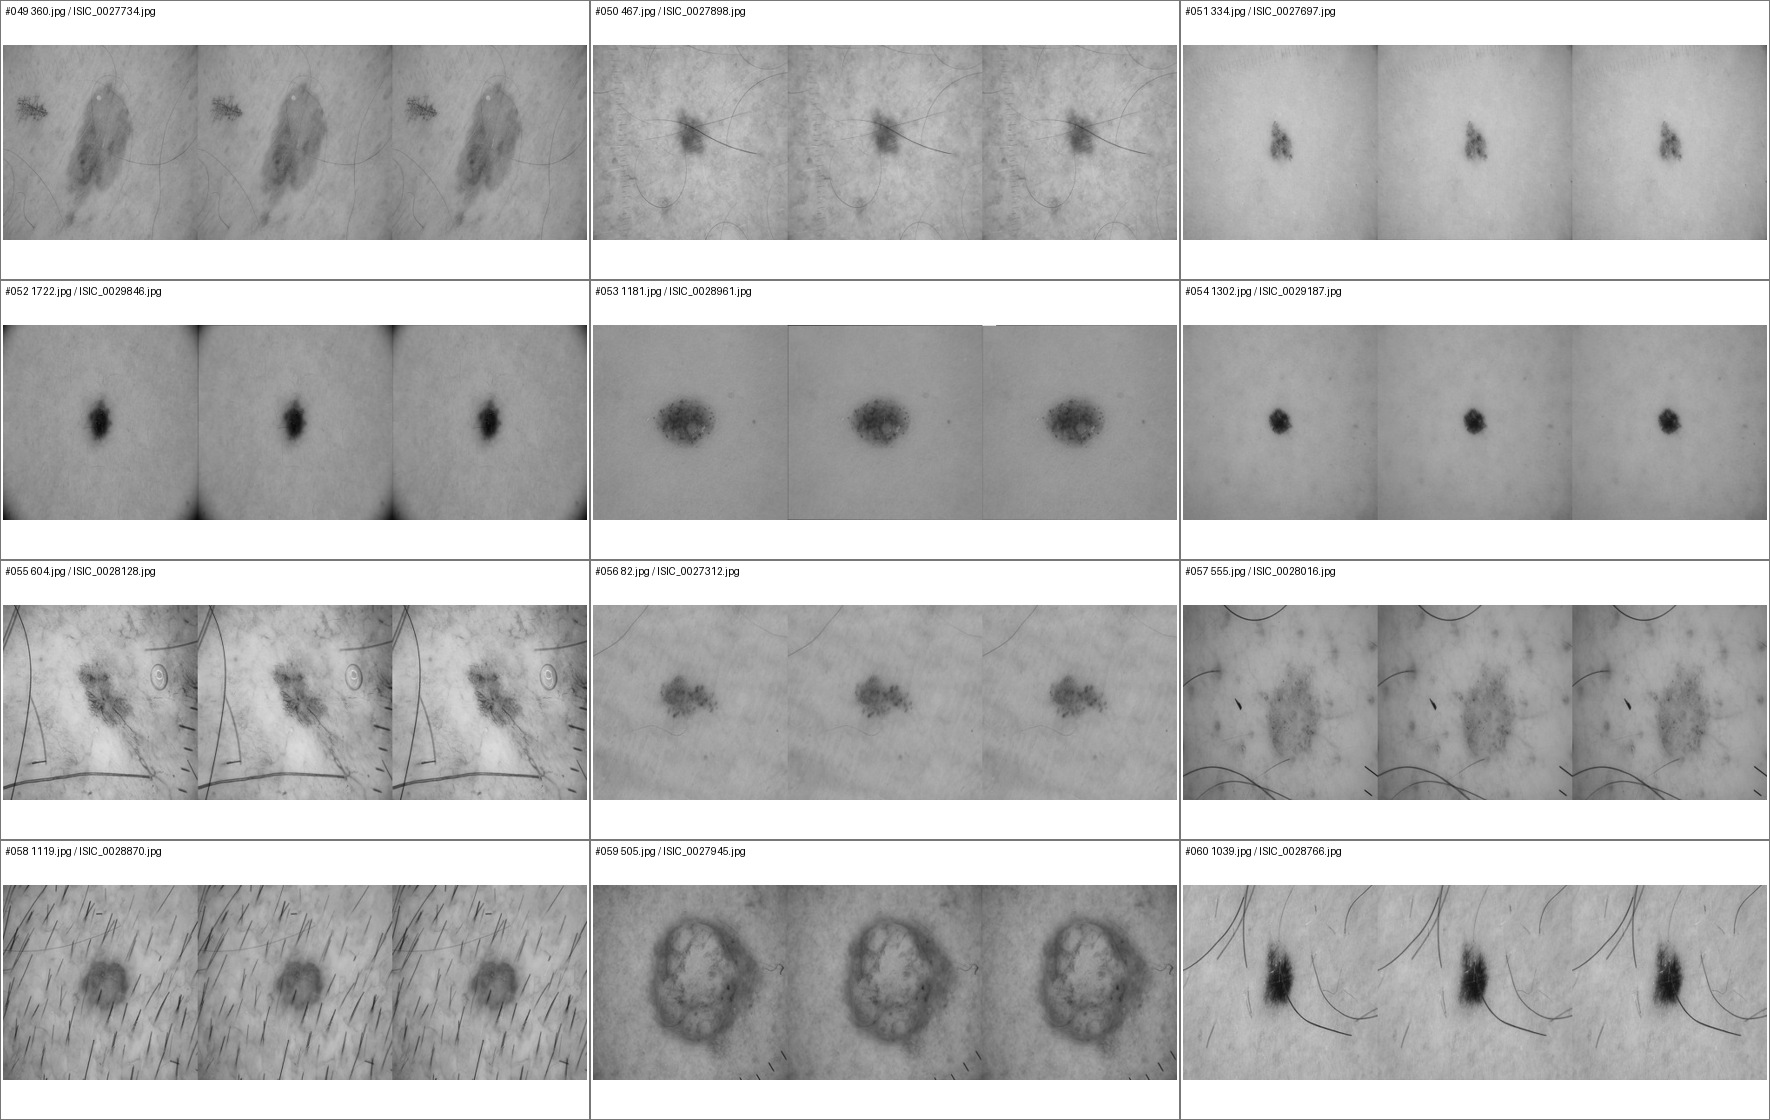 #049 360.jpg / ISIC_0027734.jpg
#050 467.jpg / ISIC_0027898.jpg
#051 334.jpg / ISIC_0027697.jpg
#052 1722.jpg / ISIC_0029846.jpg
#053 1181.jpg / ISIC_0028961.jpg
#054 1302.jpg / ISIC_0029187.jpg
#055 604.jpg / ISIC_0028128.jpg
#056 82.jpg / ISIC_0027312.jpg
#057 555.jpg / ISIC_0028016.jpg
#058 1119.jpg / ISIC_0028870.jpg
#059 505.jpg / ISIC_0027945.jpg
#060 1039.jpg / ISIC_0028766.jpg